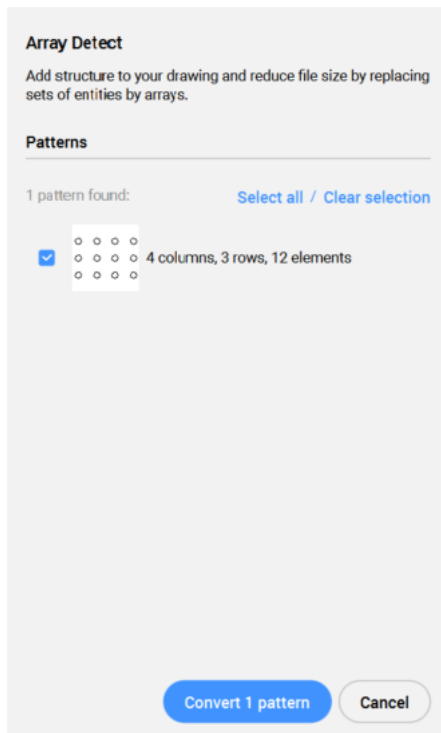 Array Detect
Add structure to your drawing and reduce file size by replacing
sets of entities by arrays.
Patterns
1 pattern found: Select all / Clear selection
4 columns, 3 rows, 12 elements
Convert 1 pattern Cancel